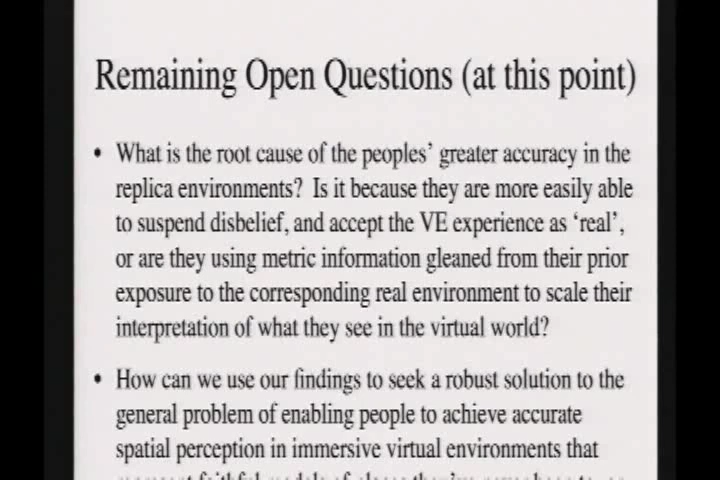 Remaining Open Questions (at this point)
• What is the root cause of the peoples’ greater accuracy in the
replica environments? Is it because they are more easily able
to suspend disbelief, and accept the VE experience as ‘real’,
or are they using metric information gleaned from their prior
exposure to the corresponding real environment to scale their
interpretation of what they see in the virtual world?
• How can we use our findings to seek a robust solution to the
general problem of enabling people to achieve accurate
spatial perception in immersive virtual environments that